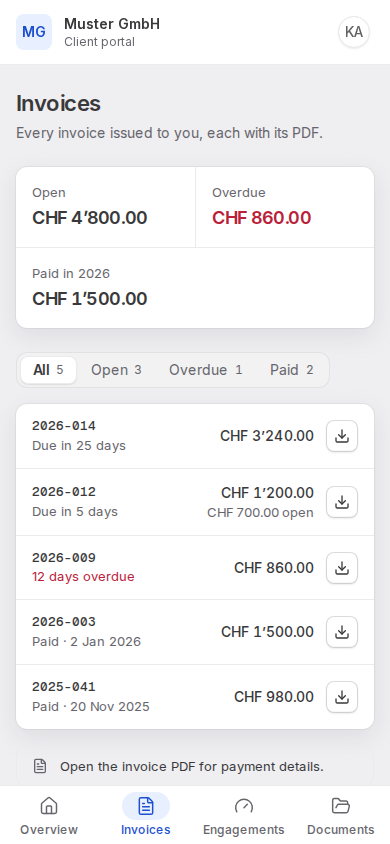 MG
Muster GmbH
Client portal
KA
Invoices
Every invoice issued to you, each with its PDF.
Open
CHF 4’800.00
Overdue
CHF 860.00
Paid in 2026
CHF 1’500.00
All 5 Open 3 Overdue 1 Paid 2
2026-014
Due in 25 days
CHF 3’240.00
2026-012
Due in 5 days
CHF 1’200.00
CHF 700.00 open
2026-009
12 days overdue
CHF 860.00
2026-003
Paid · 2 Jan 2026
CHF 1’500.00
2025-041
Paid · 20 Nov 2025
CHF 980.00
Open the invoice PDF for payment details.
Overview Invoices Engagements Documents